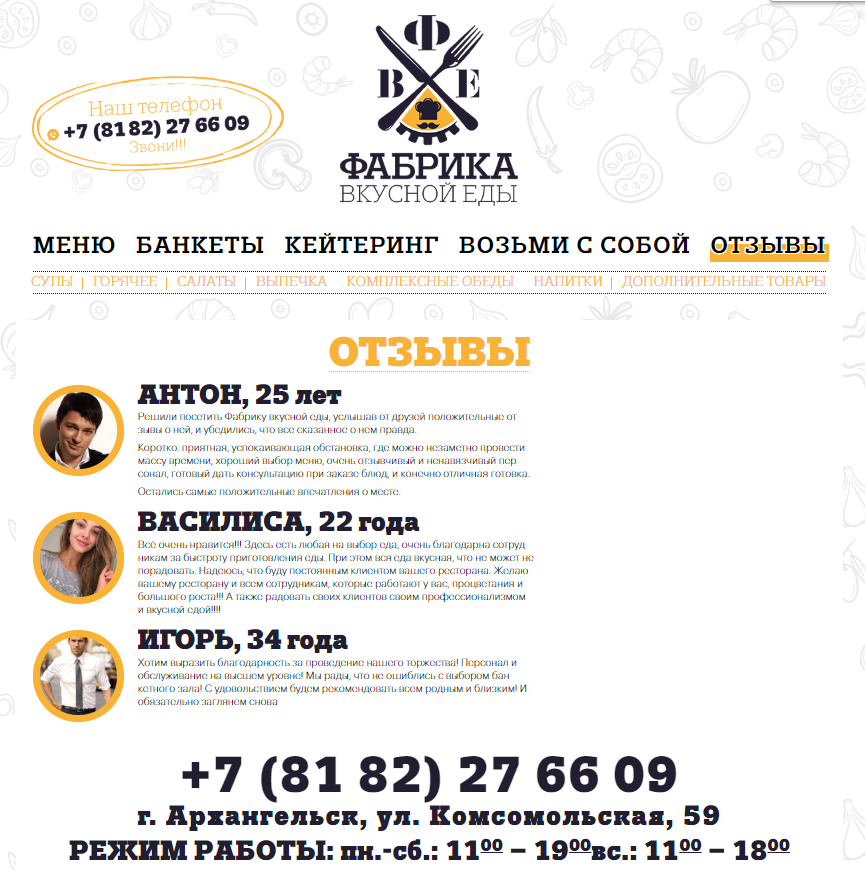 Ф
В Е
ФАБРИКА
ВКУСНОЙ ЕДЫ
Наш телефон
+7 (81 82) 27 66 09
Звони!!!
МЕНЮ БАНКЕТЫ КЕЙТЕРИНГ ВОЗЬМИ С СОБОЙ ОТЗЫВЫ
СУПЫ | ГОРЯЧЕЕ | САЛАТЫ | ВЫПЕЧКА КОМПЛЕКСНЫЕ ОБЕДЫ НАПИТКИ | ДОПОЛНИТЕЛЬНЫЕ ТОВАРЫ
ОТЗЫВЫ
АНТОН, 25 лет
Решили посетить Фабрику вкусной еды, услышав от друзей положительные от-
зывы о ней, и убедились, что все сказанное о нем правда.
Коротко: приятная, успокаивающая обстановка, где можно незаметно провести
массу времени, хороший выбор меню, очень отзывчивый и ненавязчивый пер
сонал, готовый дать консультацию при заказе блюд, и конечно отличная готовка.
Остались самые положительные впечатления о месте.
ВАСИЛИСА, 22 года
Всё очень нравится!!! Здесь есть любая на выбор еда, очень благодарна сотруд-
никам за быстроту приготовления еды. При этом вся еда вкусная, что не может не
порадовать. Надеюсь, что буду постоянным клиентом вашего ресторана. Желаю
вашему ресторану и всем сотрудникам, которые работают у вас, процветания и
большого роста!!! А также радовать своих клиентов своим профессионализмом
и вкусной едой!!!!
ИГОРЬ, 34 года
Хотим выразить благодарность за проведение нашего торжества! Персонал и
обслуживание на высшем уровне! Мы рады, что не ошиблись с выбором бан-
кетного зала! С удовольствием будем рекомендовать всем родным и близким! И
обязательно заглянем снова
+7 (81 82) 27 66 09
г. Архангельск, ул. Комсомольская, 59
РЕЖИМ РАБОТЫ: пн.-сб.: 11⁰⁰ – 19⁰⁰вс.: 11⁰⁰ – 18⁰⁰